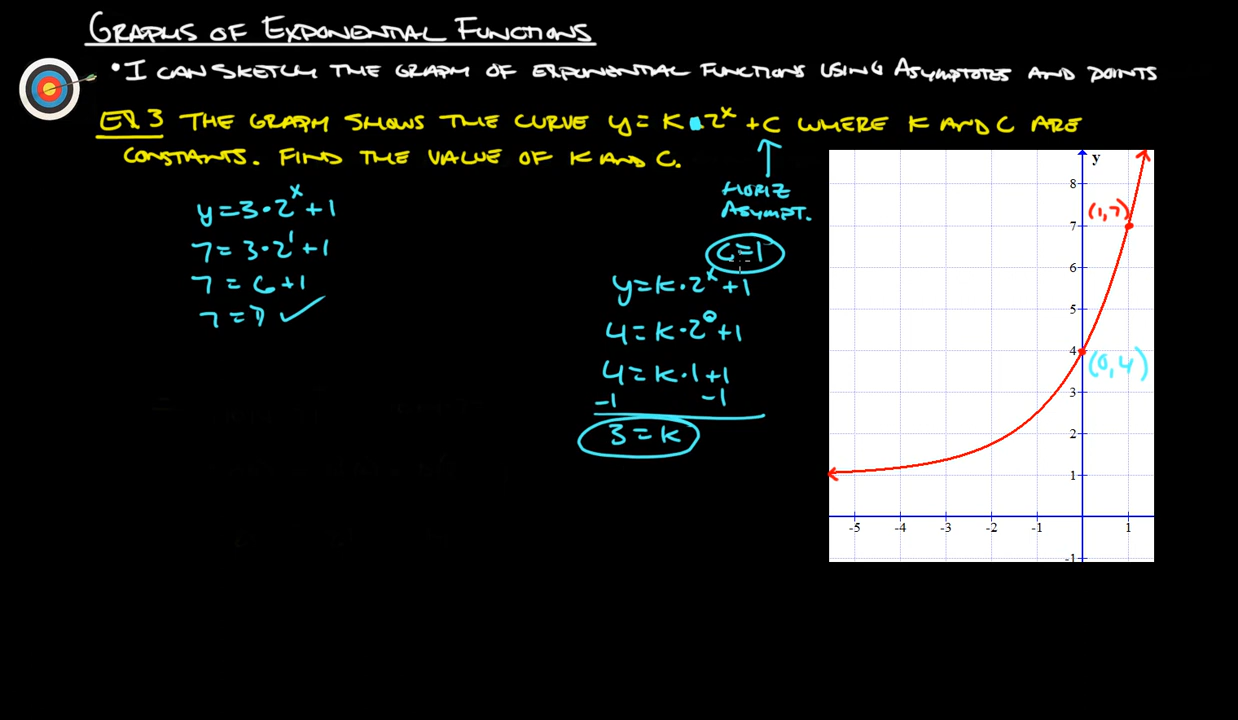 GRAPHS OF EXPONENTIAL FUNCTIONS
• I CAN SKETCH THE GRAPH OF EXPONENTIAL FUNCTIONS USING ASYMPTOTES AND POINTS
EX. 3 THE GRAPH SHOWS THE CURVE y = K · 2^x + C WHERE K AND C ARE
CONSTANTS. FIND THE VALUE OF K AND C.
y = 3 · 2^x + 1
7 = 3 · 2^1 + 1
7 = 6 + 1
7 = 7 ✓
HORIZ
ASYMPT.
C = 1
y = K · 2^x + 1
4 = K · 2^0 + 1
4 = K · 1 + 1
-1 -1
3 = K
y
8
(1, 7)
7
6
5
4
(0, 4)
3
2
1
-5 -4 -3 -2 -1 1
-1